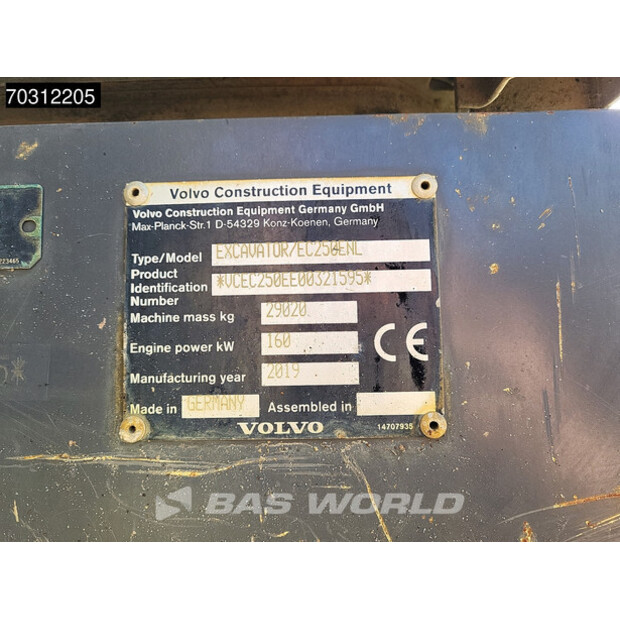 70312205
Volvo Construction Equipment
Volvo Construction Equipment Germany GmbH
Max-Planck-Str.1 D-54329 Konz-Koenen, Germany
Type/Model EXCAVATOR/EC250ENL
Product Identification Number *VCEC250EE00321595*
Machine mass kg 29020
Engine power kW 160
CE
Manufacturing year 2019
Made in GERMANY Assembled in
VOLVO 14707935
223465
5*
BAS WORLD